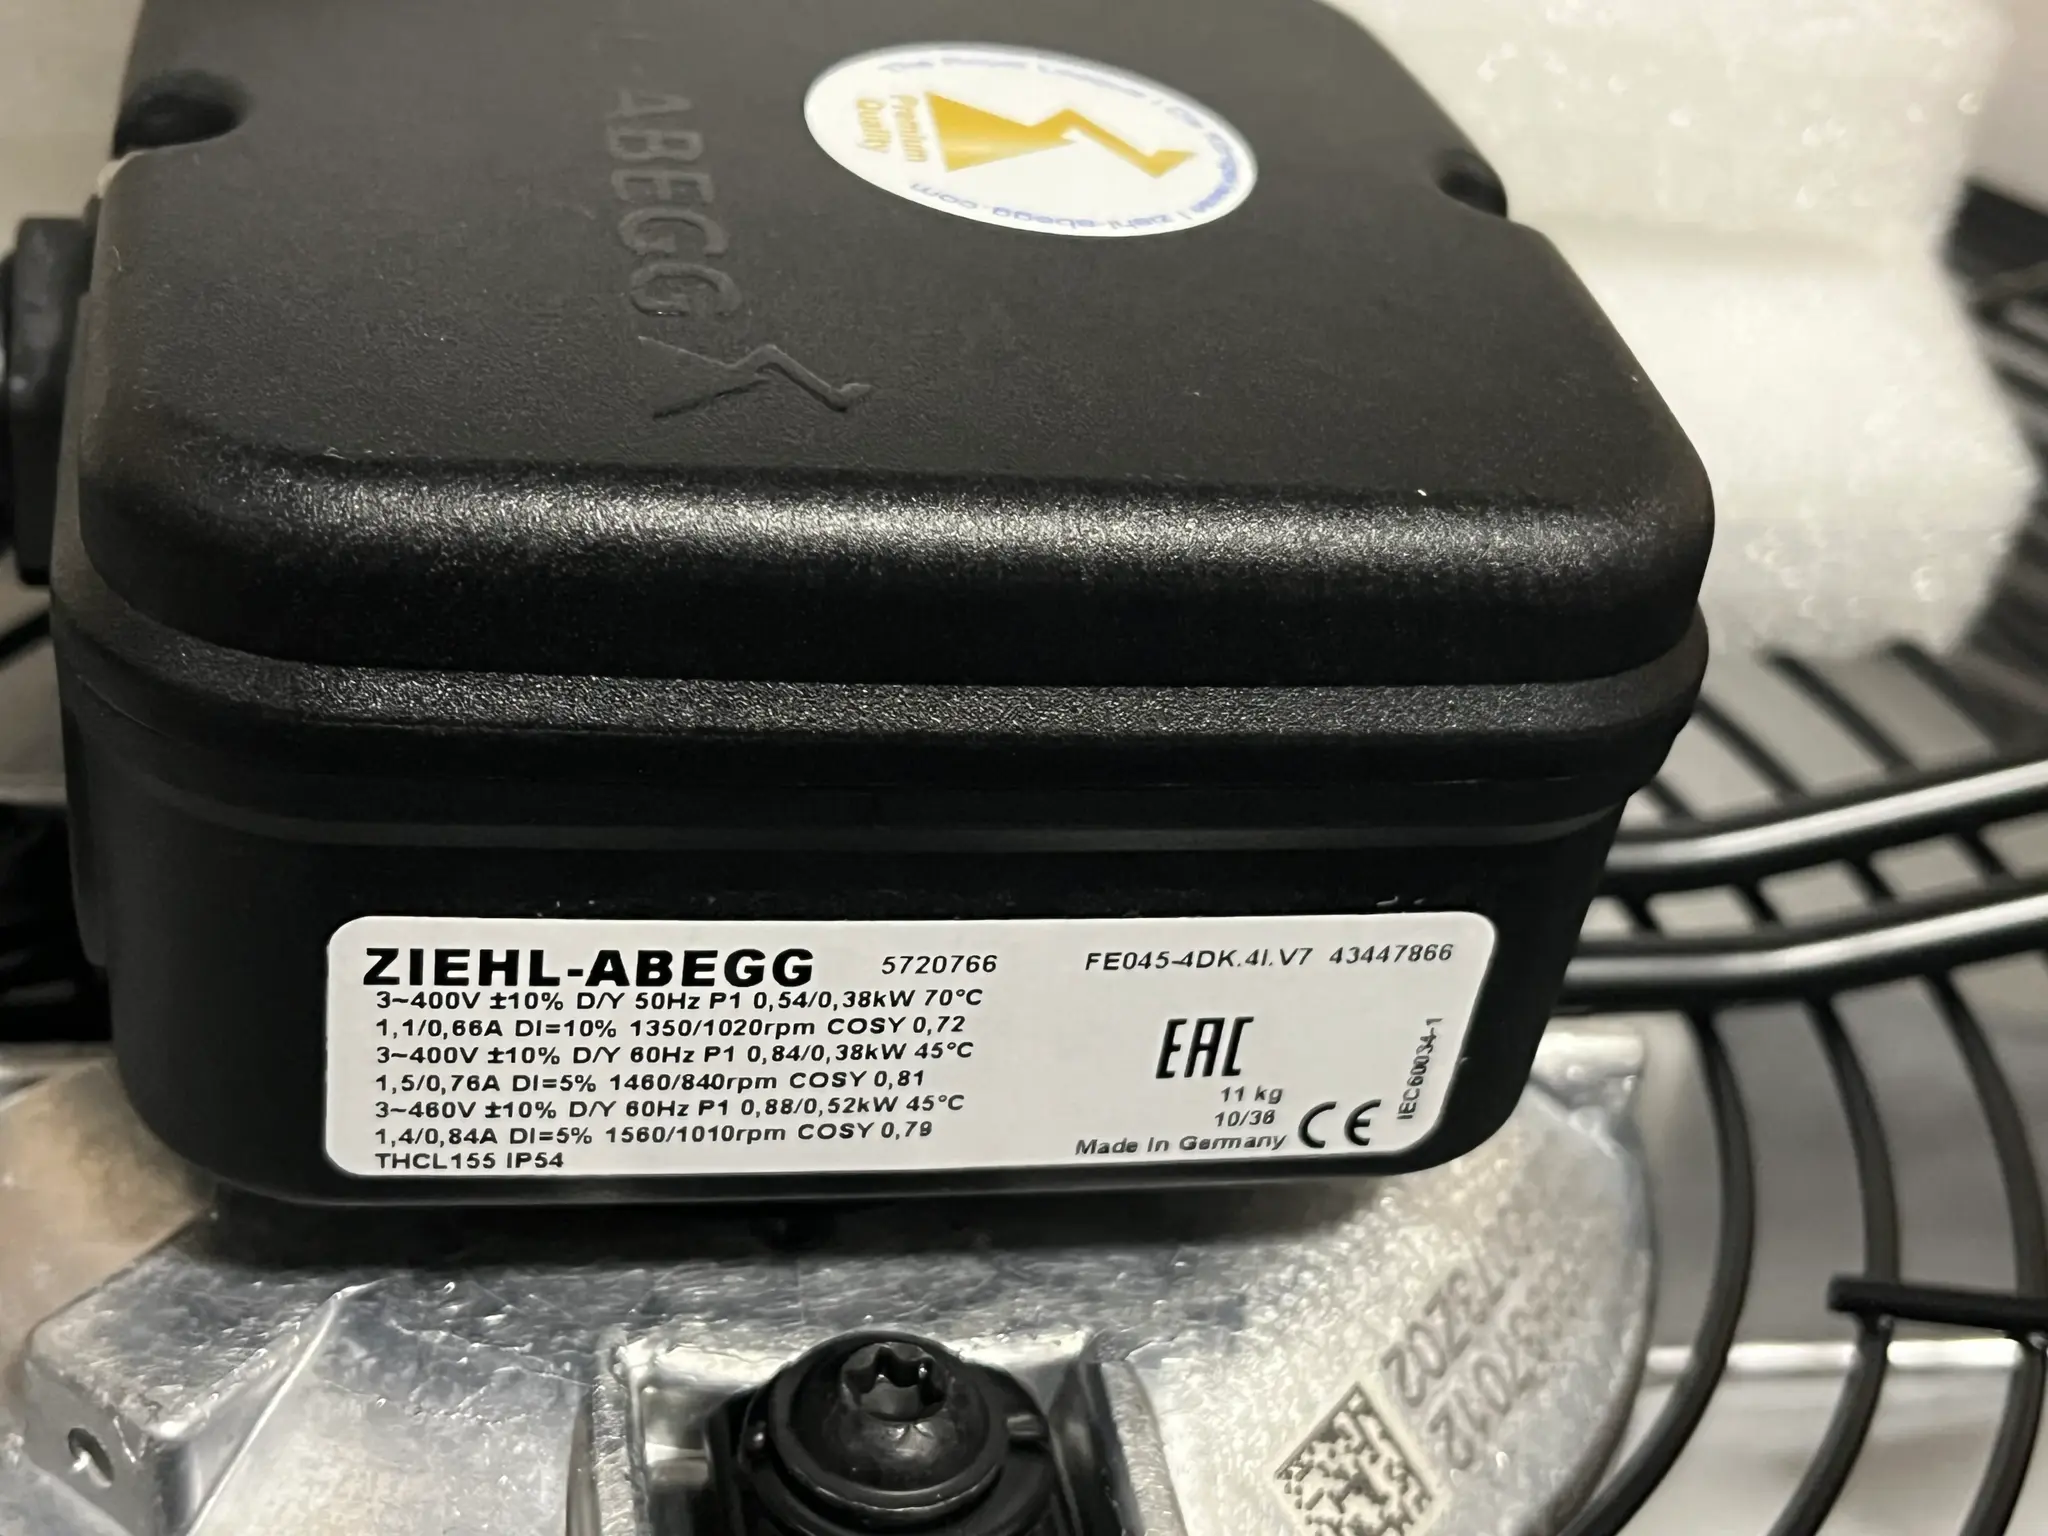 -ABEGG
Premium
Quality
ziehl-abegg.com
ZIEHL-ABEGG 5720766 FE045-4DK.4I.V7 43447866
3~400V ±10% D/Y 50Hz P1 0,54/0,38kW 70°C
1,1/0,66A DI=10% 1350/1020rpm COSY 0,72
3~400V ±10% D/Y 60Hz P1 0,84/0,38kW 45°C
1,5/0,76A DI=5% 1460/840rpm COSY 0,81
3~460V ±10% D/Y 60Hz P1 0,88/0,52kW 45°C
1,4/0,84A DI=5% 1560/1010rpm COSY 0,79
THCL155 IP54
EAC
11 kg
10/38
Made In Germany CE
IEC60034-1